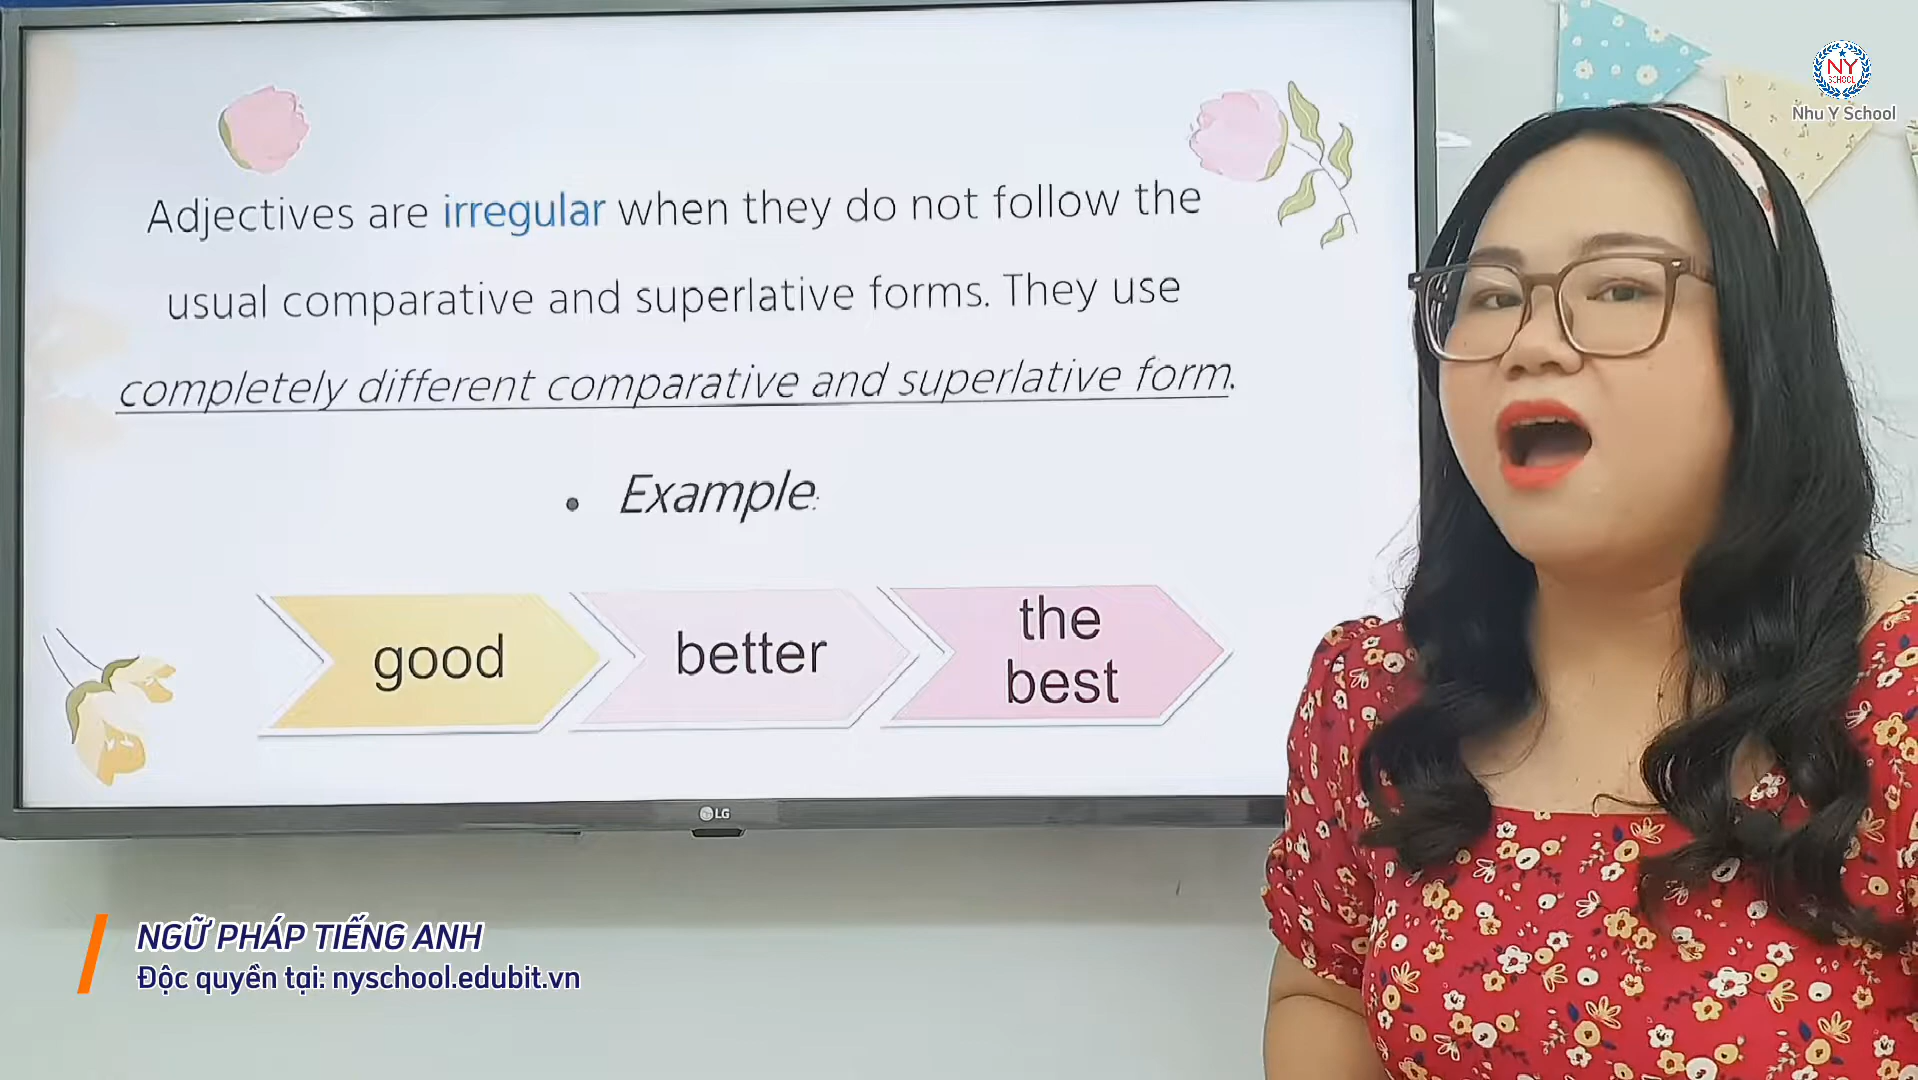 Adjectives are irregular when they do not follow the
usual comparative and superlative forms. They use
completely different comparative and superlative form.
• Example:
good
better
the
best
LG
NY
SCHOOL
Nhu Y School
NGỮ PHÁP TIẾNG ANH
Độc quyền tại: nyschool.edubit.vn